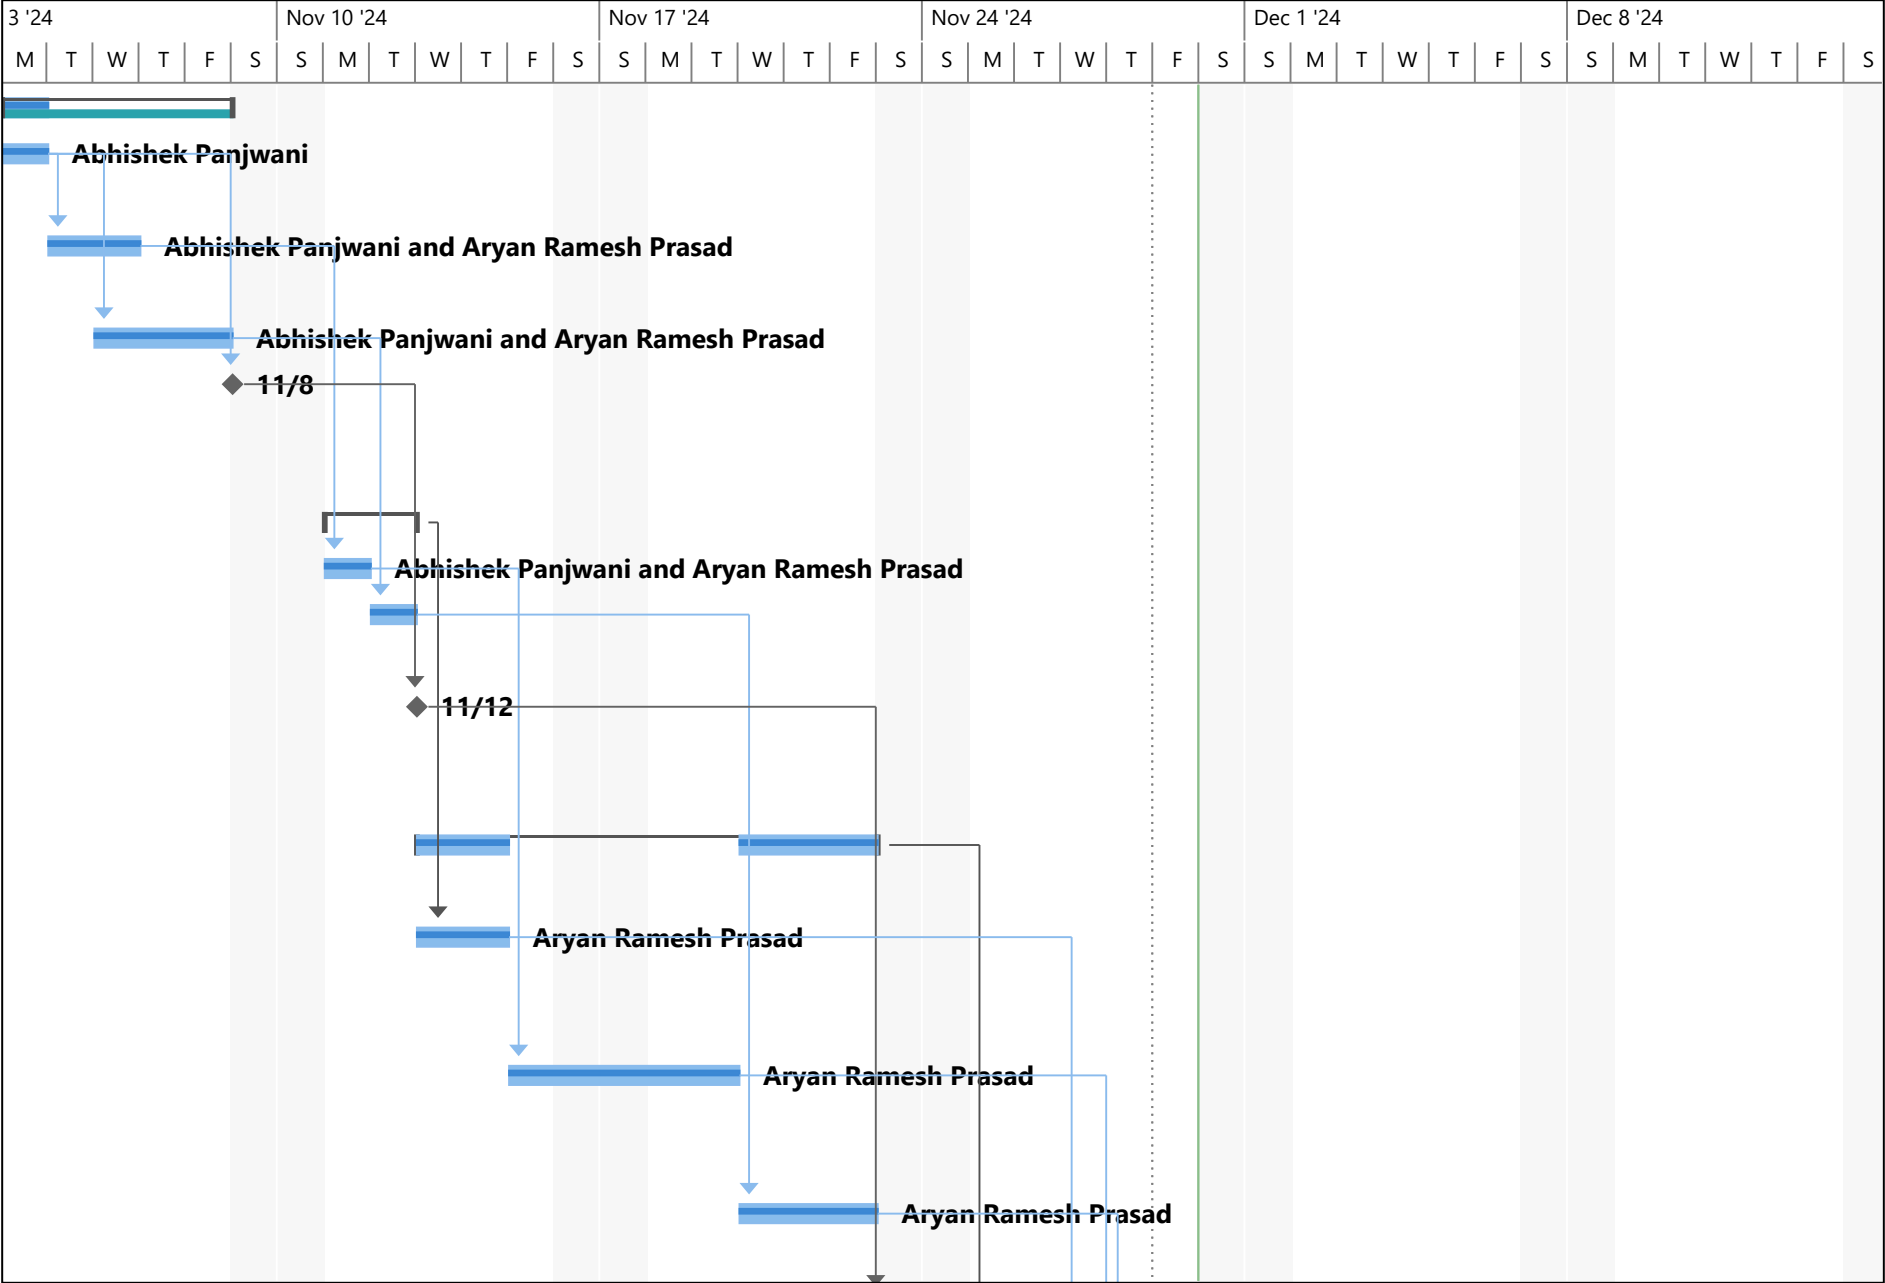 3 '24 Nov 10 '24 Nov 17 '24 Nov 24 '24 Dec 1 '24 Dec 8 '24
M T W T F S S M T W T F S S M T W T F S S M T W T F S S M T W T F S S M T W T F S
Abhishek Panjwani
Abhishek Panjwani and Aryan Ramesh Prasad
Abhishek Panjwani and Aryan Ramesh Prasad
11/8
Abhishek Panjwani and Aryan Ramesh Prasad
11/12
Aryan Ramesh Prasad
Aryan Ramesh Prasad
Aryan Ramesh Prasad